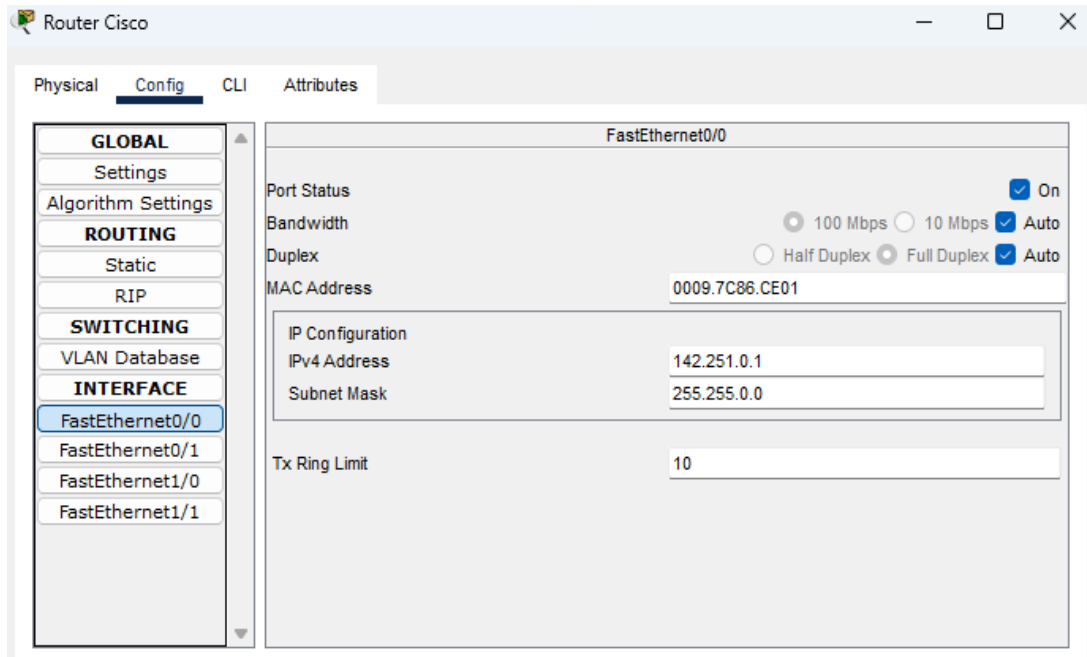 Router Cisco
Physical Config CLI Attributes
GLOBAL
Settings
Algorithm Settings
ROUTING
Static
RIP
SWITCHING
VLAN Database
INTERFACE
FastEthernet0/0
FastEthernet0/1
FastEthernet1/0
FastEthernet1/1
FastEthernet0/0
Port Status On
Bandwidth 100 Mbps 10 Mbps Auto
Duplex Half Duplex Full Duplex Auto
MAC Address 0009.7C86.CE01
IP Configuration
IPv4 Address 142.251.0.1
Subnet Mask 255.255.0.0
Tx Ring Limit 10